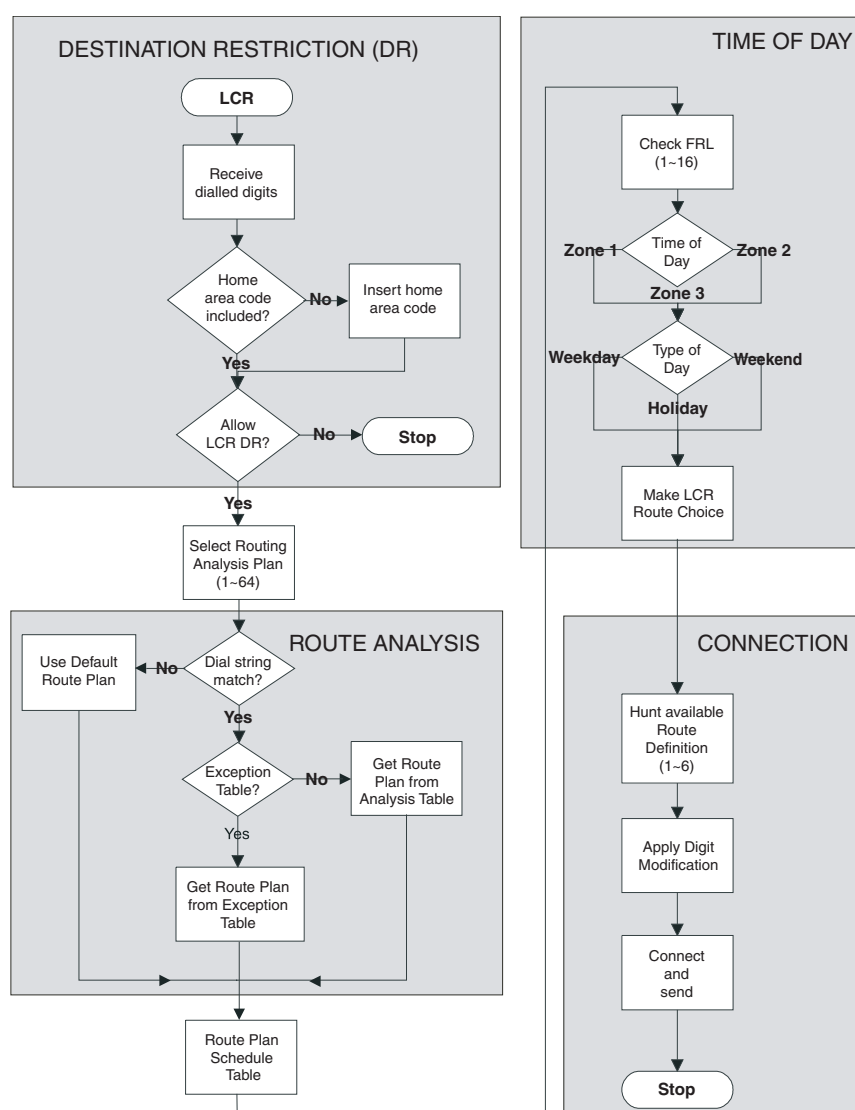 DESTINATION RESTRICTION (DR)
LCR
Receive
dialled digits
Home
area code
included?
No
Insert home
area code
Yes
Allow
LCR DR?
No
Stop
Yes
Select Routing
Analysis Plan
(1~64)
ROUTE ANALYSIS
Use Default
Route Plan
No
Dial string
match?
Yes
Exception
Table?
No
Get Route
Plan from
Analysis Table
Yes
Get Route Plan
from Exception
Table
Route Plan
Schedule
Table
TIME OF DAY
Check FRL
(1~16)
Zone 1
Time of
Day
Zone 2
Zone 3
Weekday
Type of
Day
Weekend
Holiday
Make LCR
Route Choice
CONNECTION
Hunt available
Route
Definition
(1~6)
Apply Digit
Modification
Connect
and
send
Stop